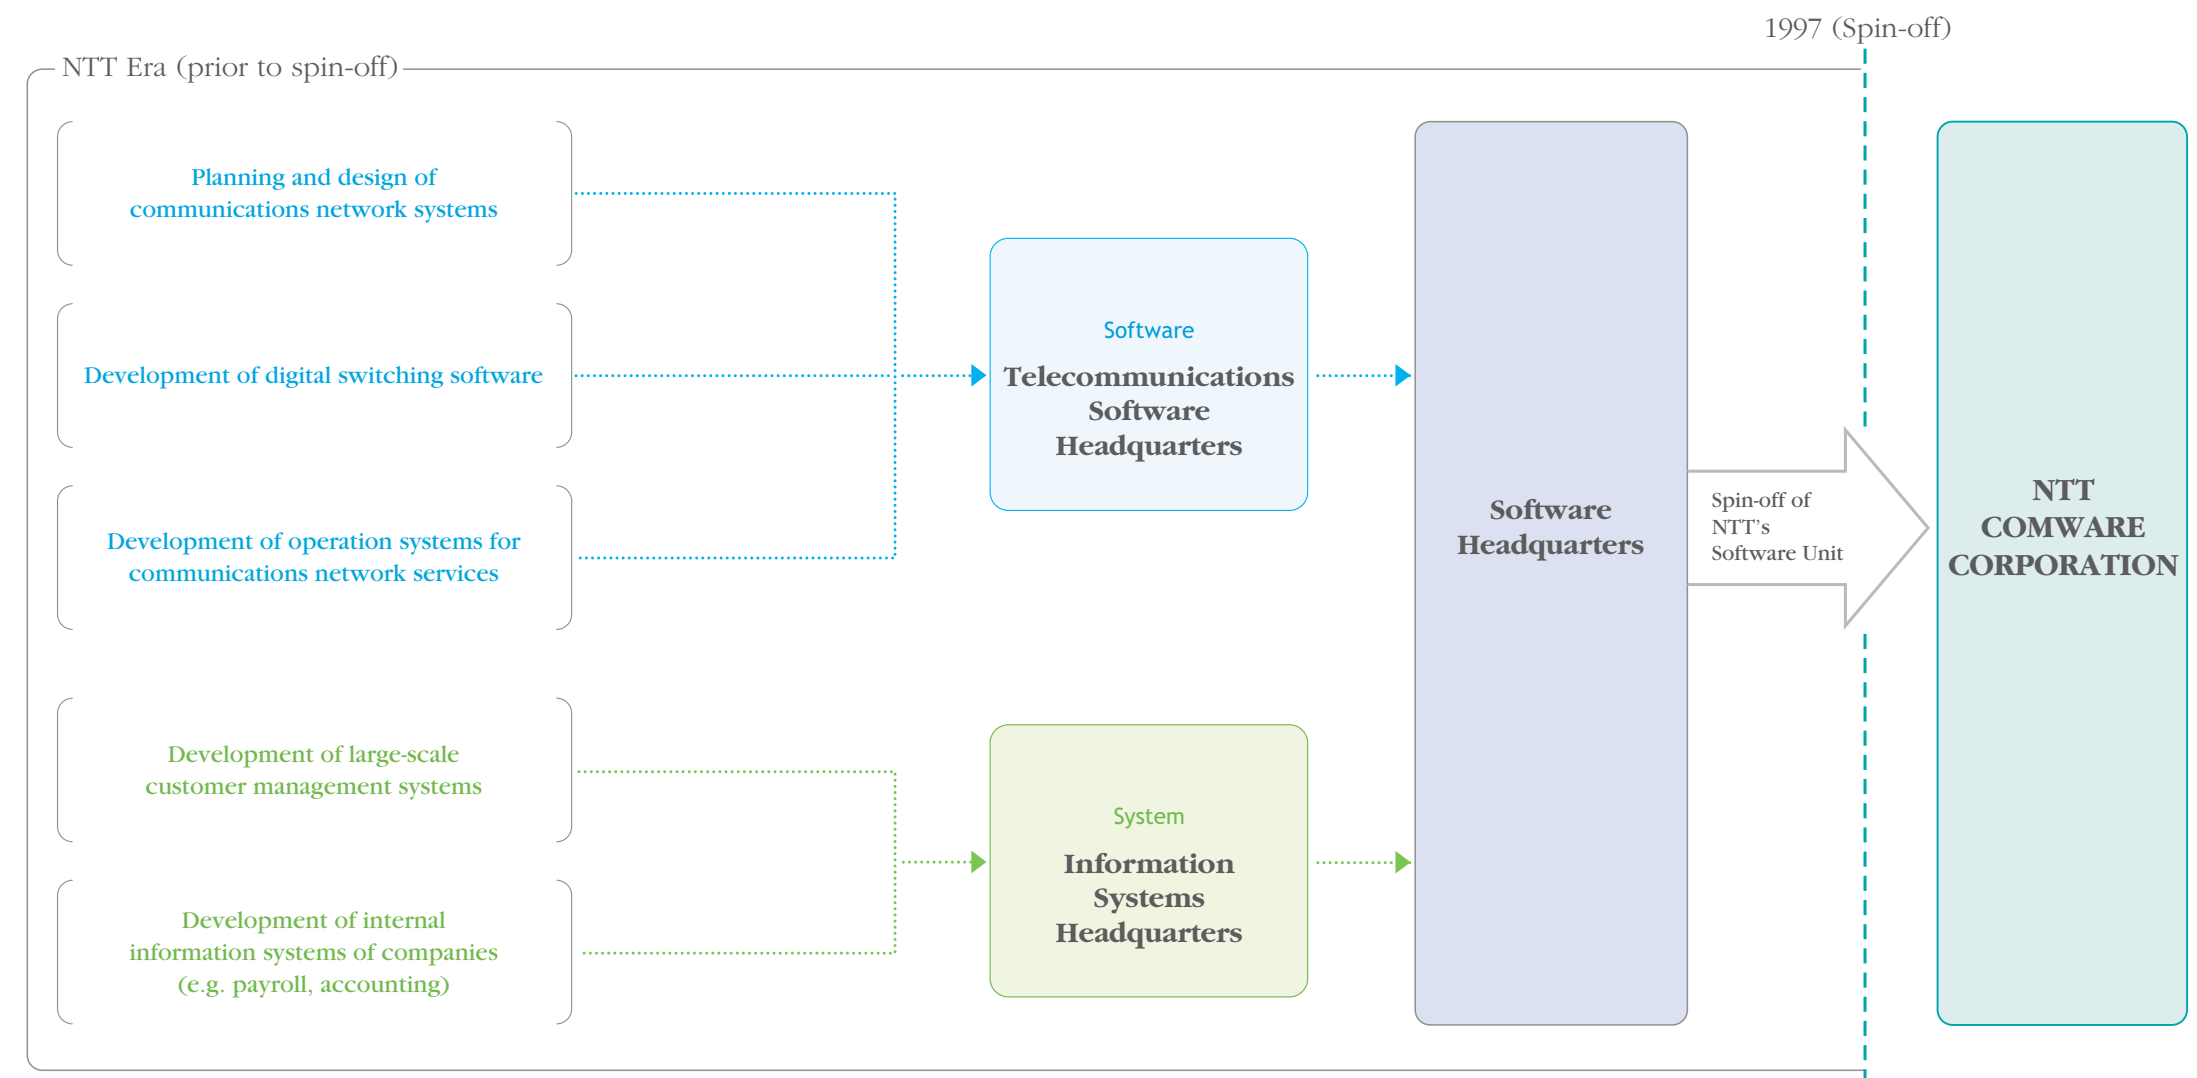 1997 (Spin-off)
NTT Era (prior to spin-off)
Planning and design of
communications network systems
Development of digital switching software
Development of operation systems for
communications network services
Development of large-scale
customer management systems
Development of internal
information systems of companies
(e.g. payroll, accounting)
Software
Telecommunications
Software
Headquarters
System
Information
Systems
Headquarters
Software
Headquarters
Spin-off of
NTT’s
Software Unit
NTT
COMWARE
CORPORATION